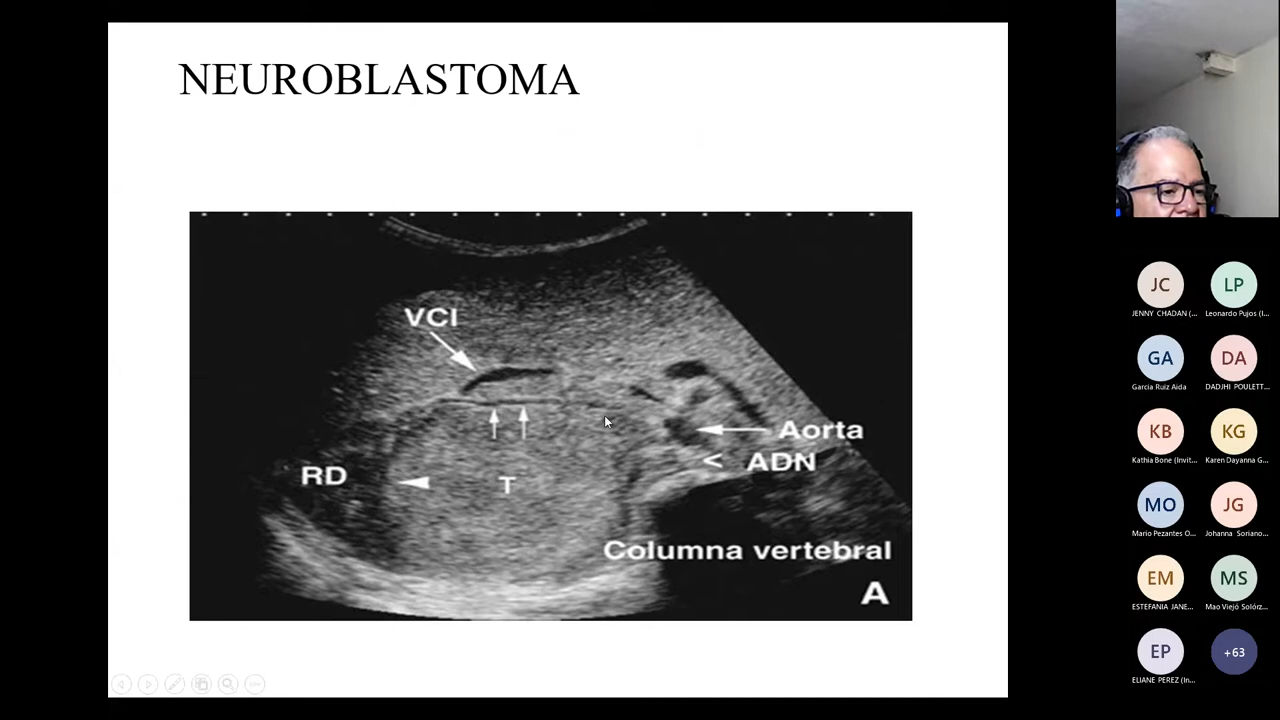 NEUROBLASTOMA
VCI
Aorta
< ADN
RD
T
Columna vertebral
A
JC
LP
JENNY CHADAN (...
Leonardo Pujos (I...
GA
DA
Garcia Ruiz Aida
DADJHI POULETT...
KB
KG
Kathia Bone (Invit...
Karen Dayanna G...
MO
JG
Mario Pezantes O...
Johanna Soriano...
EM
MS
ESTEFANIA JANE...
Mao Viejó Solórz...
EP
+63
ELIANE PEREZ (In...